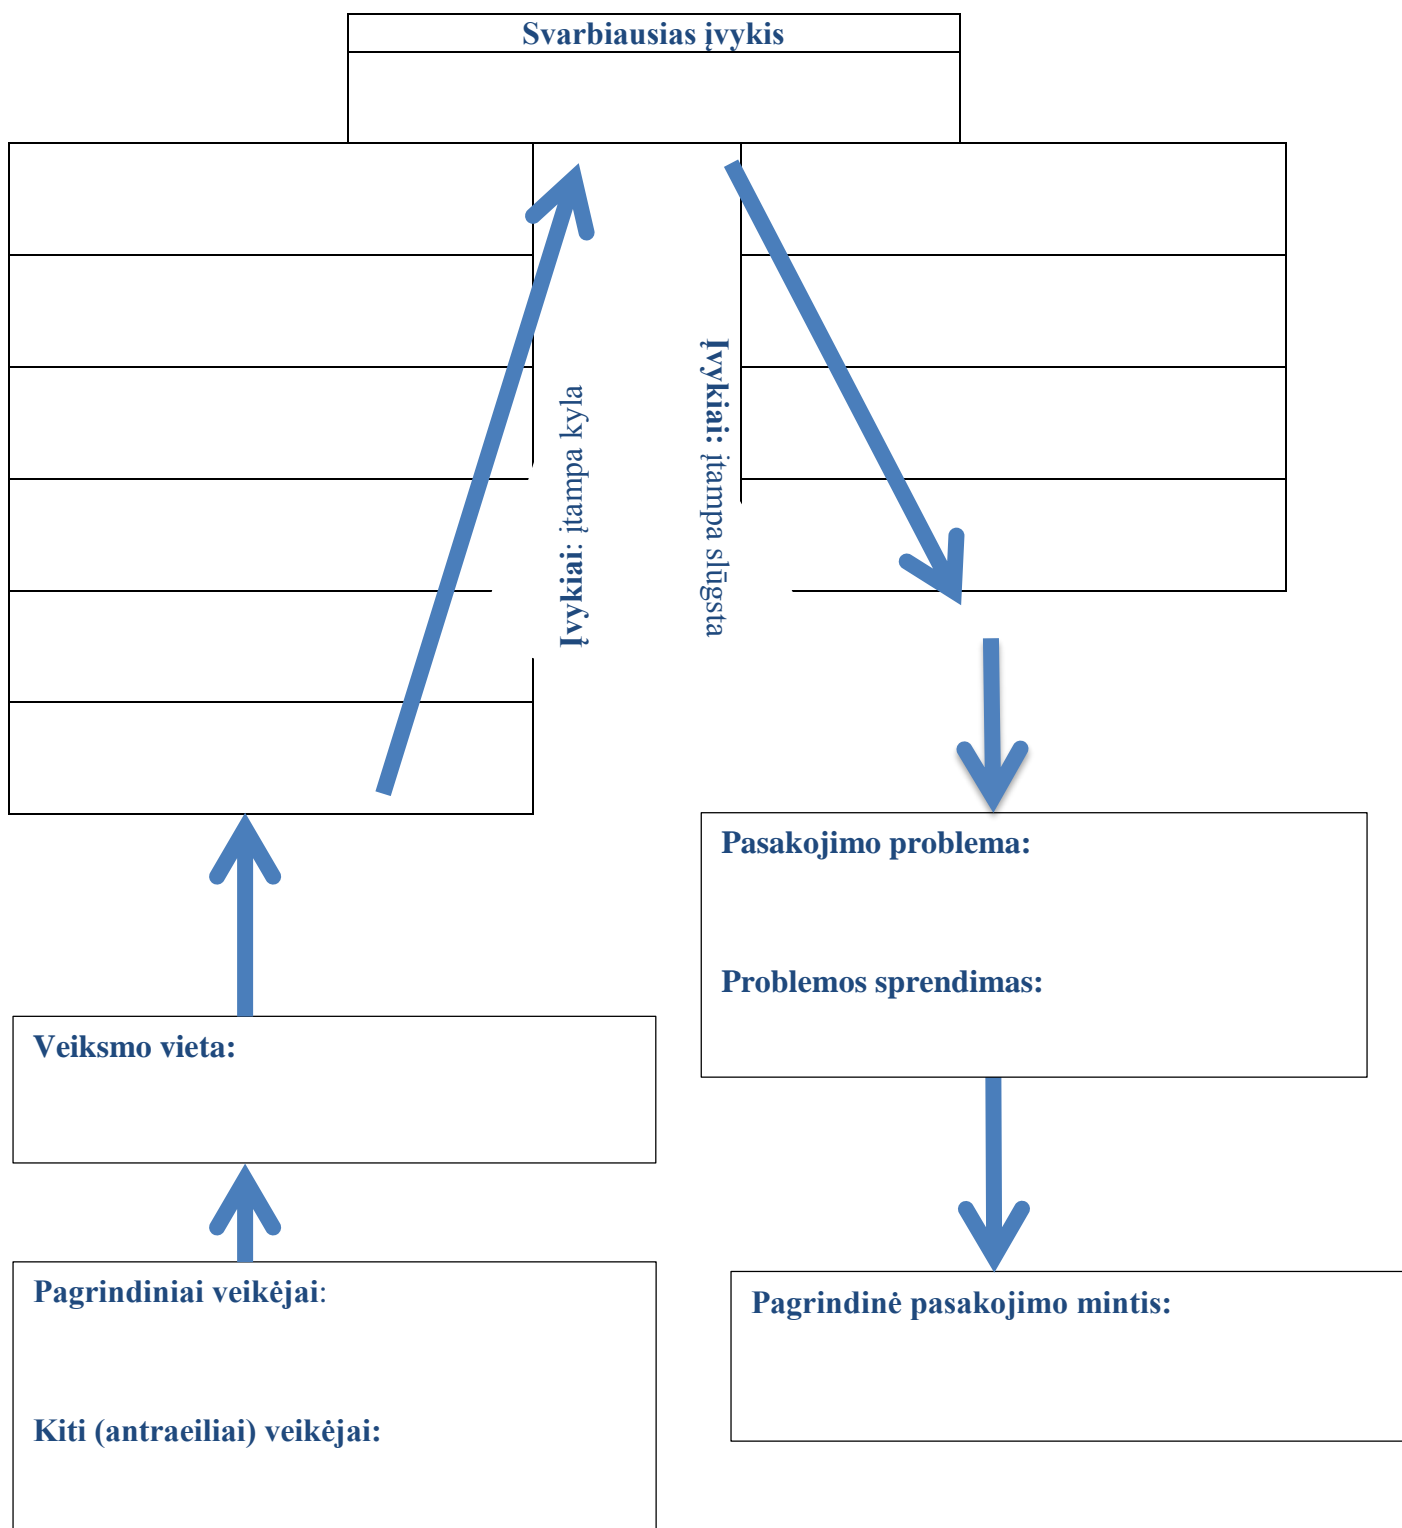 Svarbiausias įvykis
Įvykiai: įtampa kyla
Įvykiai: įtampa slūgsta
Pasakojimo problema:
Problemos sprendimas:
Veiksmo vieta:
Pagrindiniai veikėjai:
Kiti (antraeiliai) veikėjai:
Pagrindinė pasakojimo mintis: